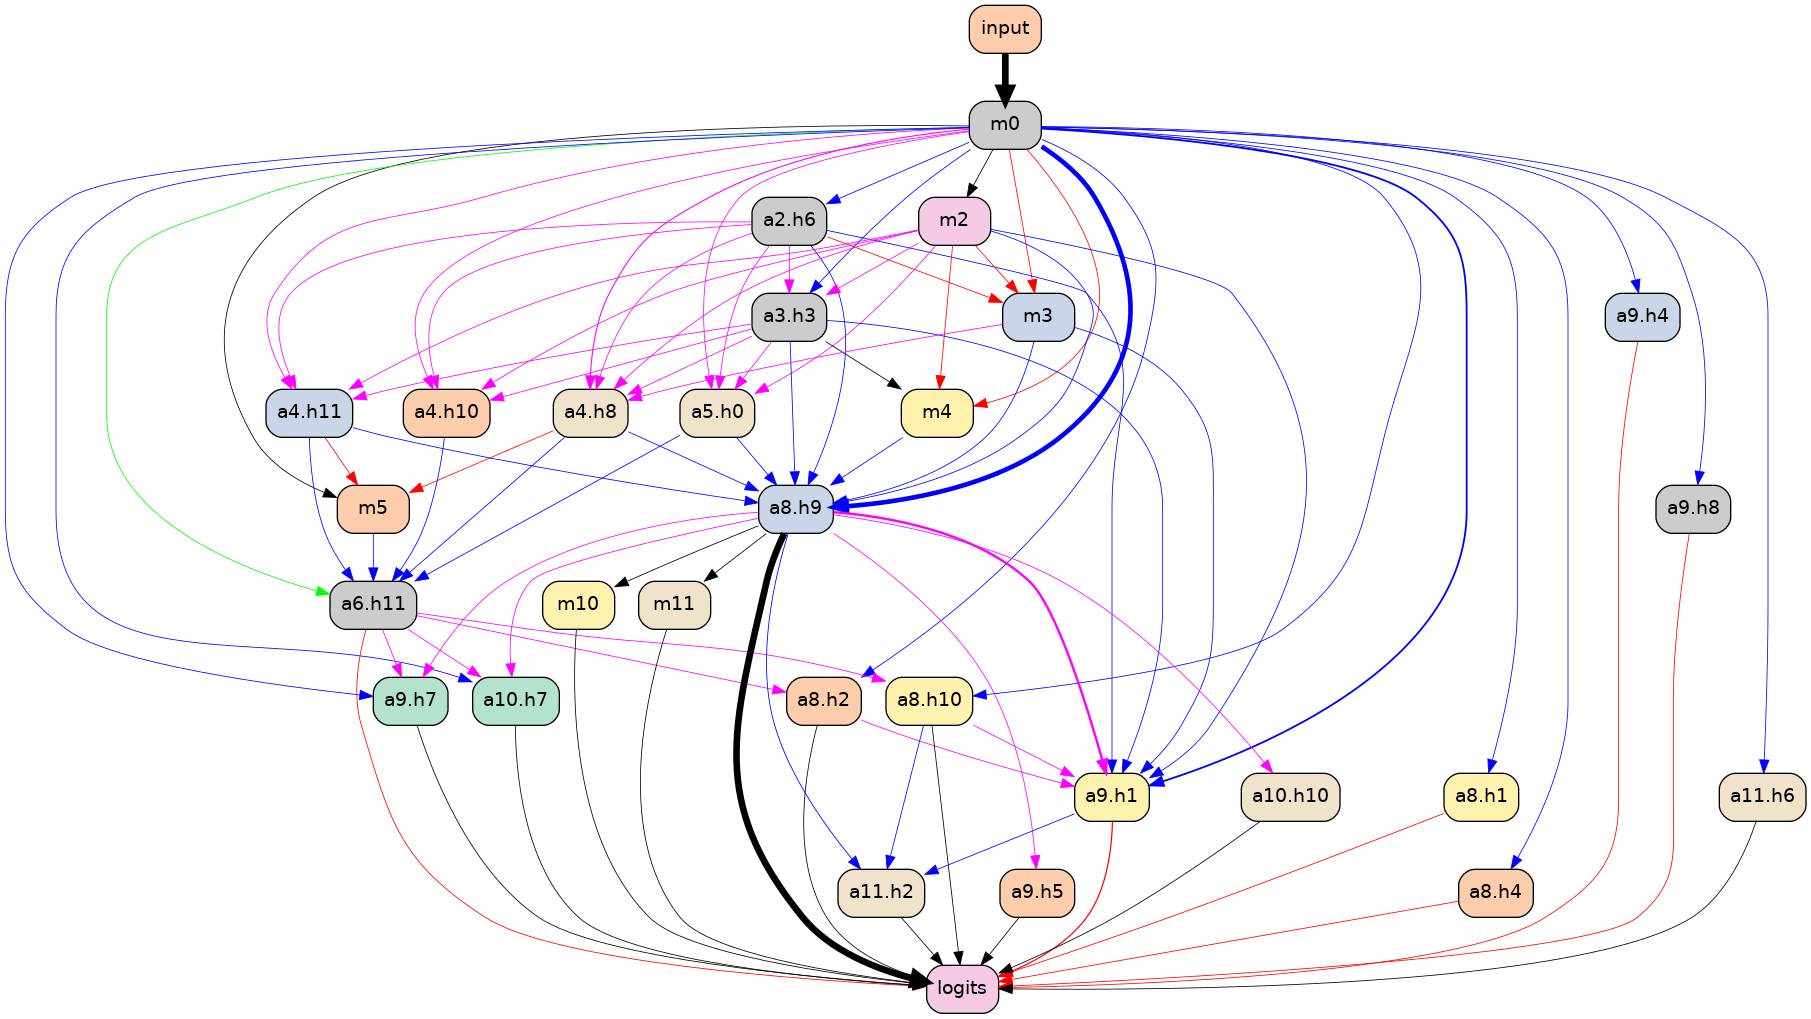 input
m0
a2.h6 m2
a3.h3 m3 a9.h4
a4.h11 a4.h10 a4.h8 a5.h0 m4
m5 a8.h9 a9.h8
a6.h11 m10 m11
a9.h7 a10.h7 a8.h2 a8.h10
a9.h1 a10.h10 a8.h1 a11.h6
a11.h2 a9.h5 a8.h4
logits